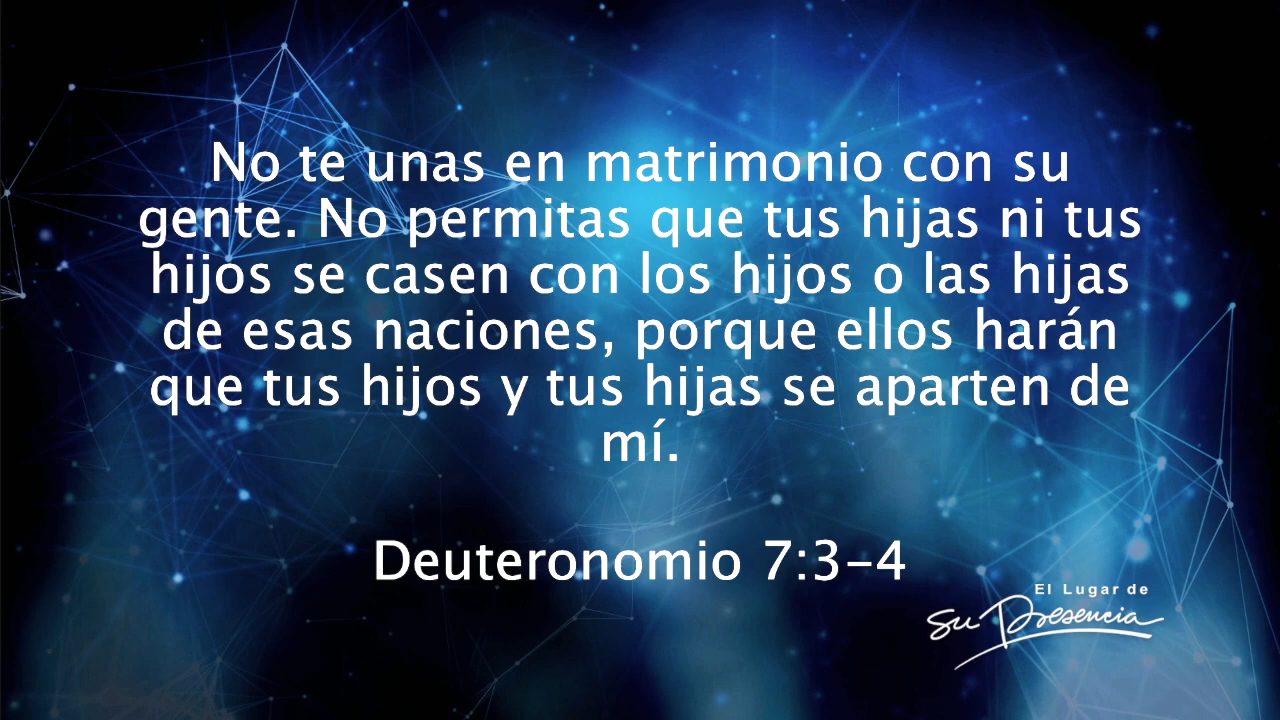 No te unas en matrimonio con su
gente. No permitas que tus hijas ni tus
hijos se casen con los hijos o las hijas
de esas naciones, porque ellos harán
que tus hijos y tus hijas se aparten de
mí.
Deuteronomio 7:3-4
El Lugar de
Su Presencia